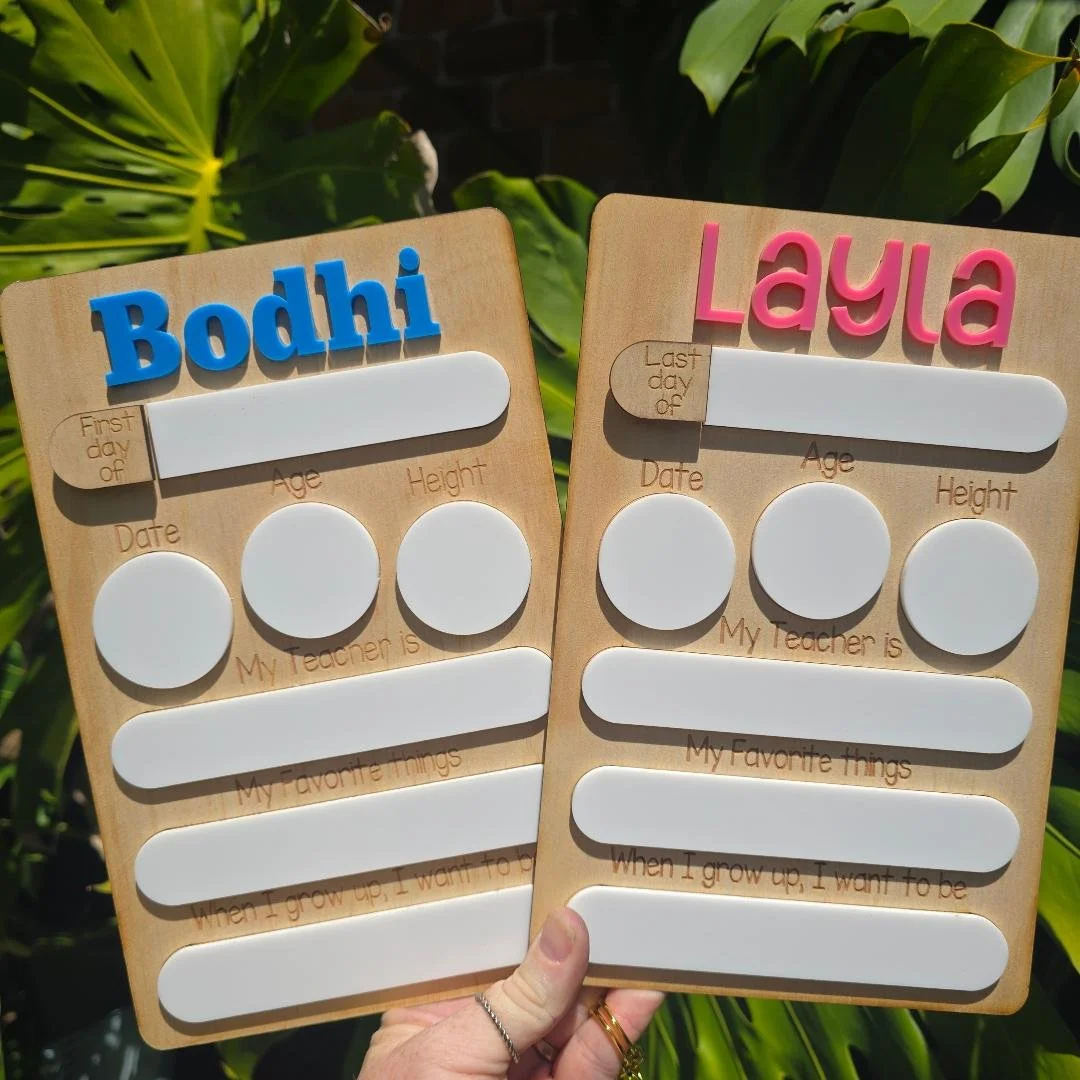 Bodhi
First
day
of
Date
Age
Height
My Teacher is
My Favorite things
When I grow up, I want to b
Layla
Last
day
of
Date
Age
Height
My Teacher is
My Favorite things
When I grow up, I want to be